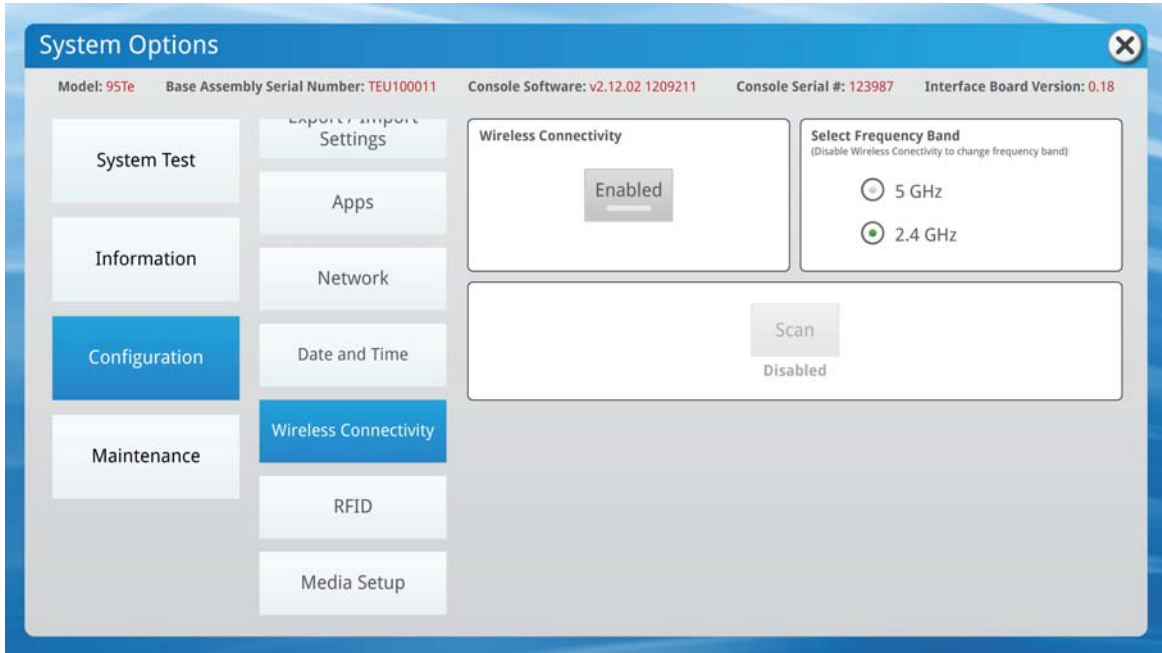 System Options
Model: 95Te Base Assembly Serial Number: TEU100011 Console Software: v2.12.02 1209211 Console Serial #: 123987 Interface Board Version: 0.18
System Test
Information
Configuration
Maintenance
Export / Import
Settings
Apps
Network
Date and Time
Wireless Connectivity
RFID
Media Setup
Wireless Connectivity
Enabled
Select Frequency Band
(Disable Wireless Conectivity to change frequency band)
5 GHz
2.4 GHz
Scan
Disabled